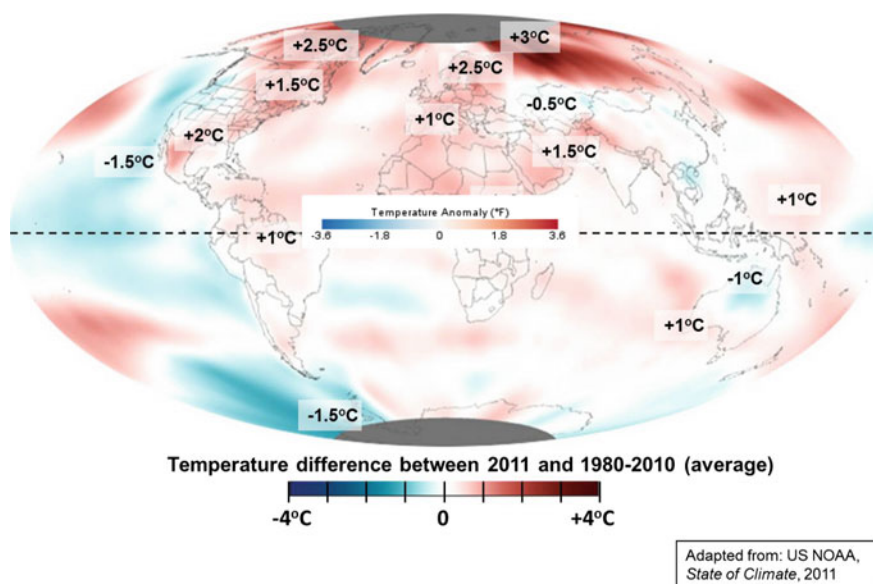 +2.5°C
+3°C
+2.5°C
+1.5°C
-0.5°C
+1°C
+2°C
+1.5°C
-1.5°C
+1°C
Temperature Anomaly (°F)
-3.6 -1.8 0 1.8 3.6
+1°C
-1°C
+1°C
-1.5°C
Temperature difference between 2011 and 1980-2010 (average)
-4°C 0 +4°C
Adapted from: US NOAA,
State of Climate, 2011